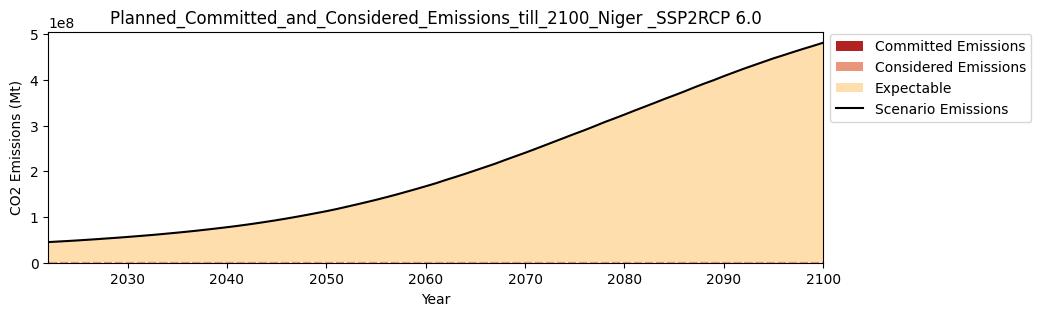 Planned_Committed_and_Considered_Emissions_till_2100_Niger _SSP2RCP 6.0
1e8
5
4
3
2
1
0
CO2 Emissions (Mt)
2030 2040 2050 2060 2070 2080 2090 2100
Year
Committed Emissions
Considered Emissions
Expectable
Scenario Emissions